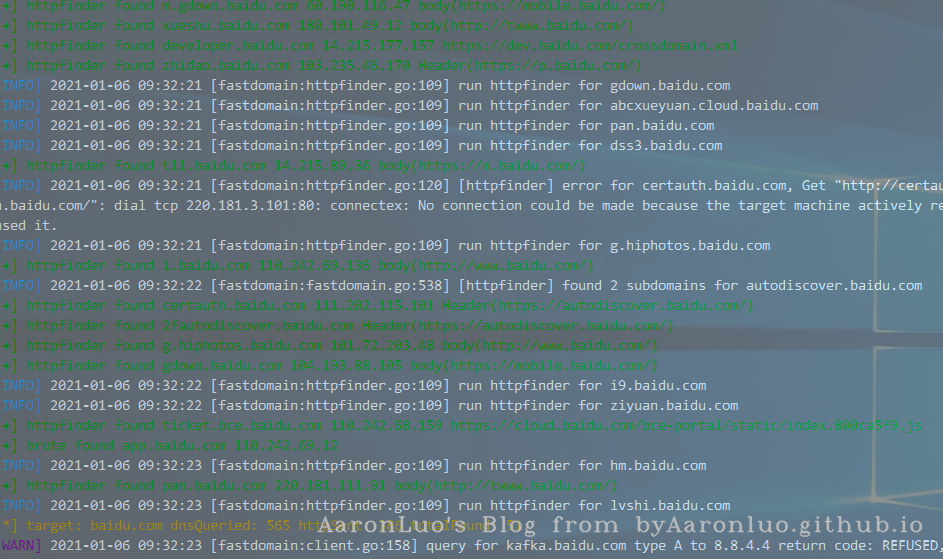 +] httpfinder found m.gdown.baidu.com 60.190.116.47 body(https://mobile.baidu.com/)
+] httpfinder found xueshu.baidu.com 180.101.49.12 body(http://twww.baidu.com/)
+] httpfinder found developer.baidu.com 14.215.177.157 https://dev.baidu.com/crossdomain.xml
+] httpfinder found zhidao.baidu.com 103.235.46.170 Header(https://p.baidu.com/)
INFO] 2021-01-06 09:32:21 [fastdomain:httpfinder.go:109] run httpfinder for gdown.baidu.com
INFO] 2021-01-06 09:32:21 [fastdomain:httpfinder.go:109] run httpfinder for abcxueyuan.cloud.baidu.com
INFO] 2021-01-06 09:32:21 [fastdomain:httpfinder.go:109] run httpfinder for pan.baidu.com
INFO] 2021-01-06 09:32:21 [fastdomain:httpfinder.go:109] run httpfinder for dss3.baidu.com
+] httpfinder found t11.baidu.com 14.215.89.36 body(https://m.baidu.com/)
INFO] 2021-01-06 09:32:21 [fastdomain:httpfinder.go:120] [httpfinder] error for certauth.baidu.com, Get "http://certau
h.baidu.com/": dial tcp 220.181.3.101:80: connectex: No connection could be made because the target machine actively re
used it.
INFO] 2021-01-06 09:32:21 [fastdomain:httpfinder.go:109] run httpfinder for g.hiphotos.baidu.com
+] httpfinder found i.baidu.com 110.242.69.136 body(http://www.baidu.com/)
INFO] 2021-01-06 09:32:22 [fastdomain:fastdomain.go:538] [httpfinder] found 2 subdomains for autodiscover.baidu.com
+] httpfinder found certauth.baidu.com 111.202.115.101 Header(https://autodiscover.baidu.com/)
+] httpfinder found 2fautodiscover.baidu.com Header(https://autodiscover.baidu.com/)
+] httpfinder found g.hiphotos.baidu.com 101.72.203.48 body(http://www.baidu.com/)
+] httpfinder found gdown.baidu.com 104.193.88.105 body(https://mobile.baidu.com/)
INFO] 2021-01-06 09:32:22 [fastdomain:httpfinder.go:109] run httpfinder for i9.baidu.com
INFO] 2021-01-06 09:32:22 [fastdomain:httpfinder.go:109] run httpfinder for ziyuan.baidu.com
+] httpfinder found ticket.bce.baidu.com 110.242.68.159 https://cloud.baidu.com/bce-portal/static/index.808ca5f9.js
+] brute found app.baidu.com 110.242.69.12
INFO] 2021-01-06 09:32:23 [fastdomain:httpfinder.go:109] run httpfinder for hm.baidu.com
+] httpfinder found pan.baidu.com 220.181.111.91 body(http://twww.baidu.com/)
INFO] 2021-01-06 09:32:23 [fastdomain:httpfinder.go:109] run httpfinder for lvshi.baidu.com
*] target: baidu.com dnsQueried: 565
AaronLuo's Blog from byAaronluo.github.io
WARN] 2021-01-06 09:32:23 [fastdomain:client.go:158] query for kafka.baidu.com type A to 8.8.4.4 return code: REFUSED,